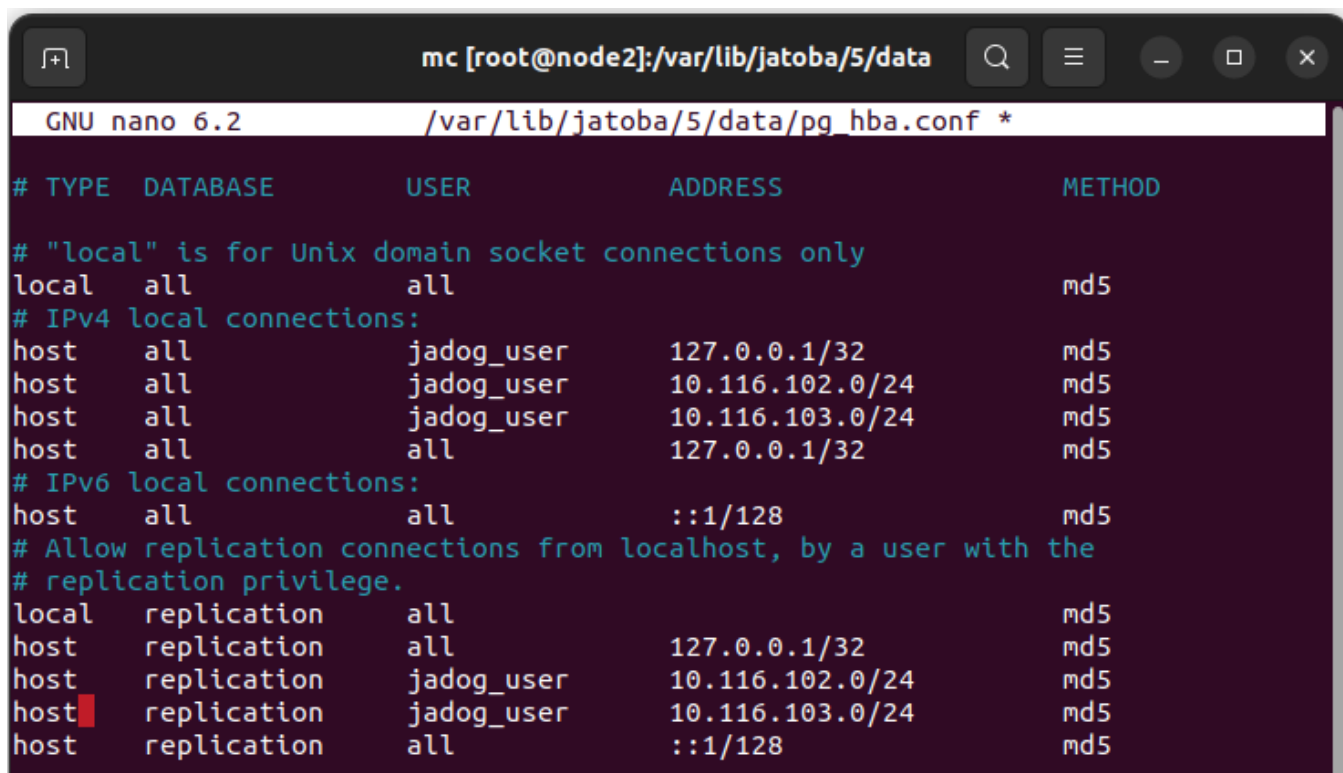 mc [root@node2]:/var/lib/jatoba/5/data
GNU nano 6.2 /var/lib/jatoba/5/data/pg_hba.conf *
# TYPE DATABASE USER ADDRESS METHOD
# "local" is for Unix domain socket connections only
local all all md5
# IPv4 local connections:
host all jadog_user 127.0.0.1/32 md5
host all jadog_user 10.116.102.0/24 md5
host all jadog_user 10.116.103.0/24 md5
host all all 127.0.0.1/32 md5
# IPv6 local connections:
host all all ::1/128 md5
# Allow replication connections from localhost, by a user with the
# replication privilege.
local replication all md5
host replication all 127.0.0.1/32 md5
host replication jadog_user 10.116.102.0/24 md5
host replication jadog_user 10.116.103.0/24 md5
host replication all ::1/128 md5